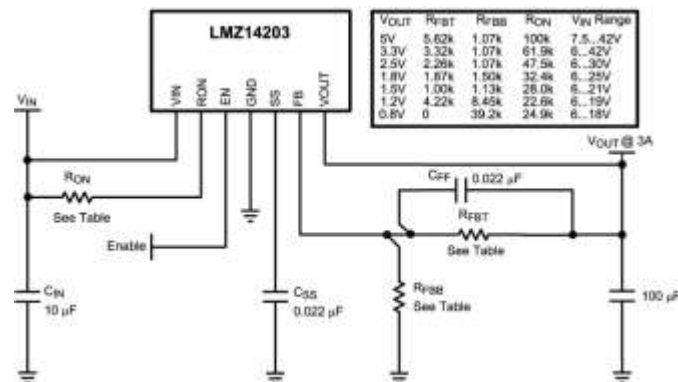 LMZ14203
VIN
RON
EN
GND
SS
FB
VOUT
VOUT RFBT RFBB RON VIN Range
5V 5.62k 1.07k 100k 7.5...42V
3.3V 3.32k 1.07k 61.9k 6...42V
2.5V 2.26k 1.07k 47.5k 6...30V
1.8V 1.87k 1.50k 32.4k 6...25V
1.5V 1.00k 1.13k 28.0k 6...21V
1.2V 4.22k 8.45k 22.6k 6...19V
0.8V 0 39.2k 24.9k 6...18V
VIN
VOUT @ 3A
RON
See Table
CFF 0.022 μF
RFBT
See Table
Enable
CIN
10 μF
CSS
0.022 μF
RFBB
See Table
100 μF